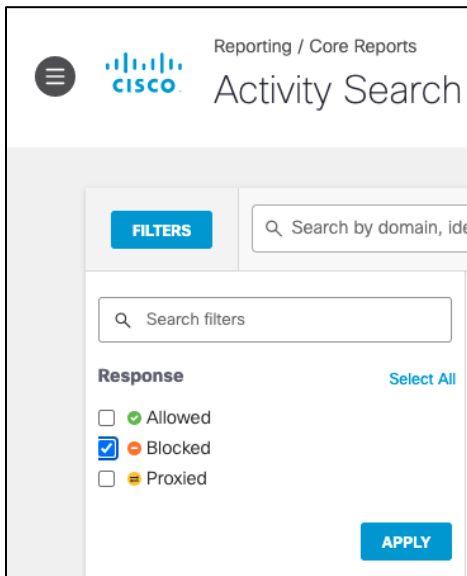 Reporting / Core Reports
CISCO
Activity Search
FILTERS
Search by domain, ide
Search filters
Response
Select All
Allowed
Blocked
Proxied
APPLY